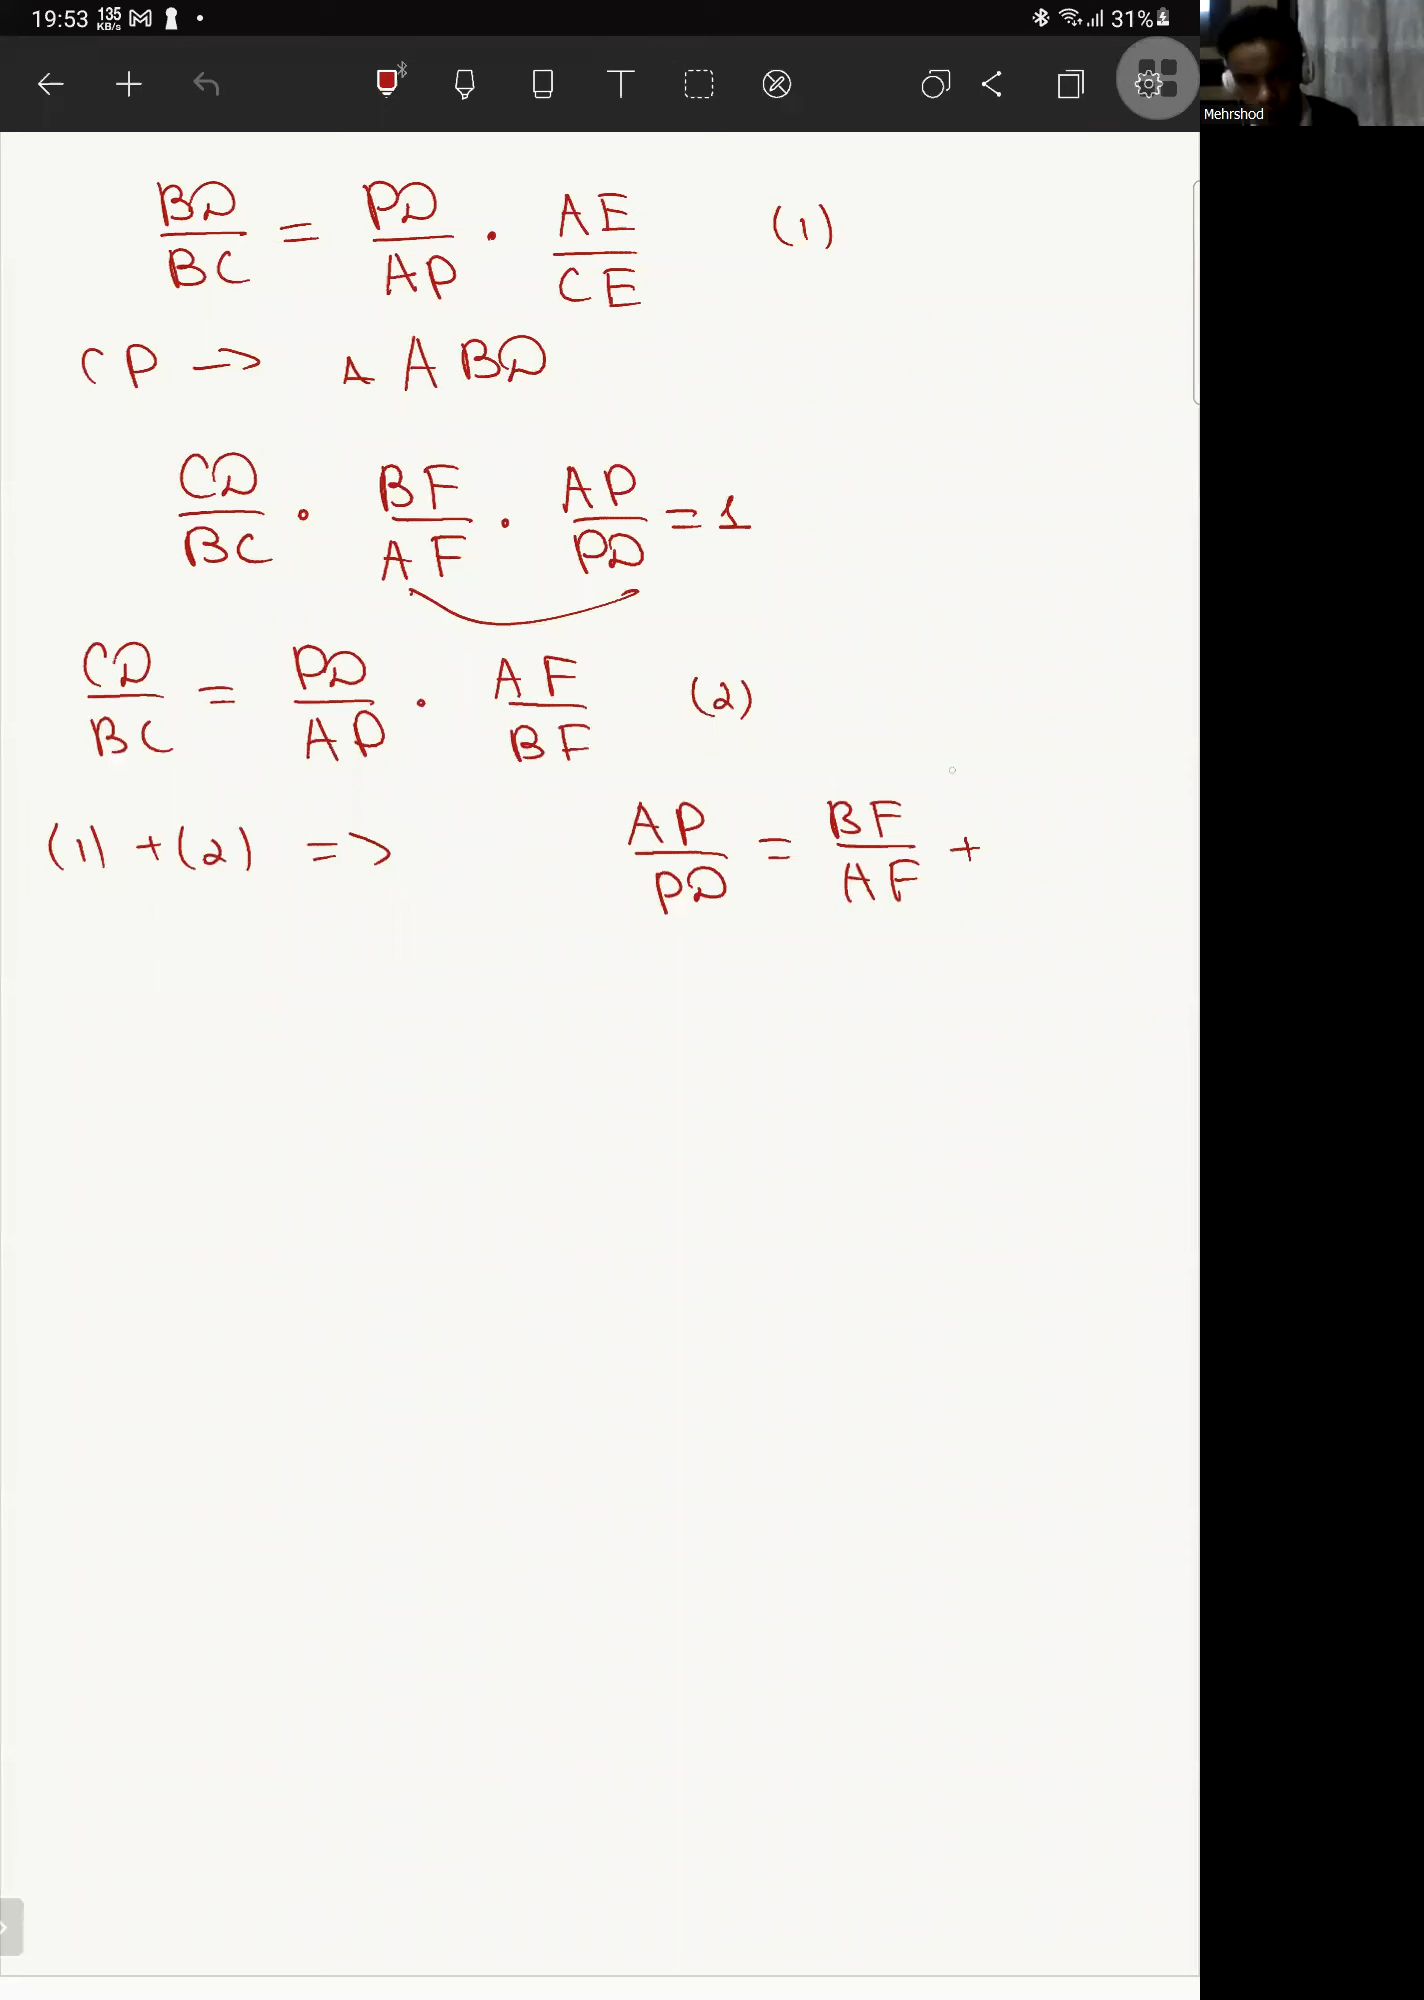 19:53 135 KB/s 31%
Mehrshod
BD/BC = PD/AP · AE/CE (1)
CP → △ ABD
CD/BC · BF/AF · AP/PD = 1
CD/BC = PD/AP · AF/BF (2)
(1) + (2) => AP/PD = BF/AF +